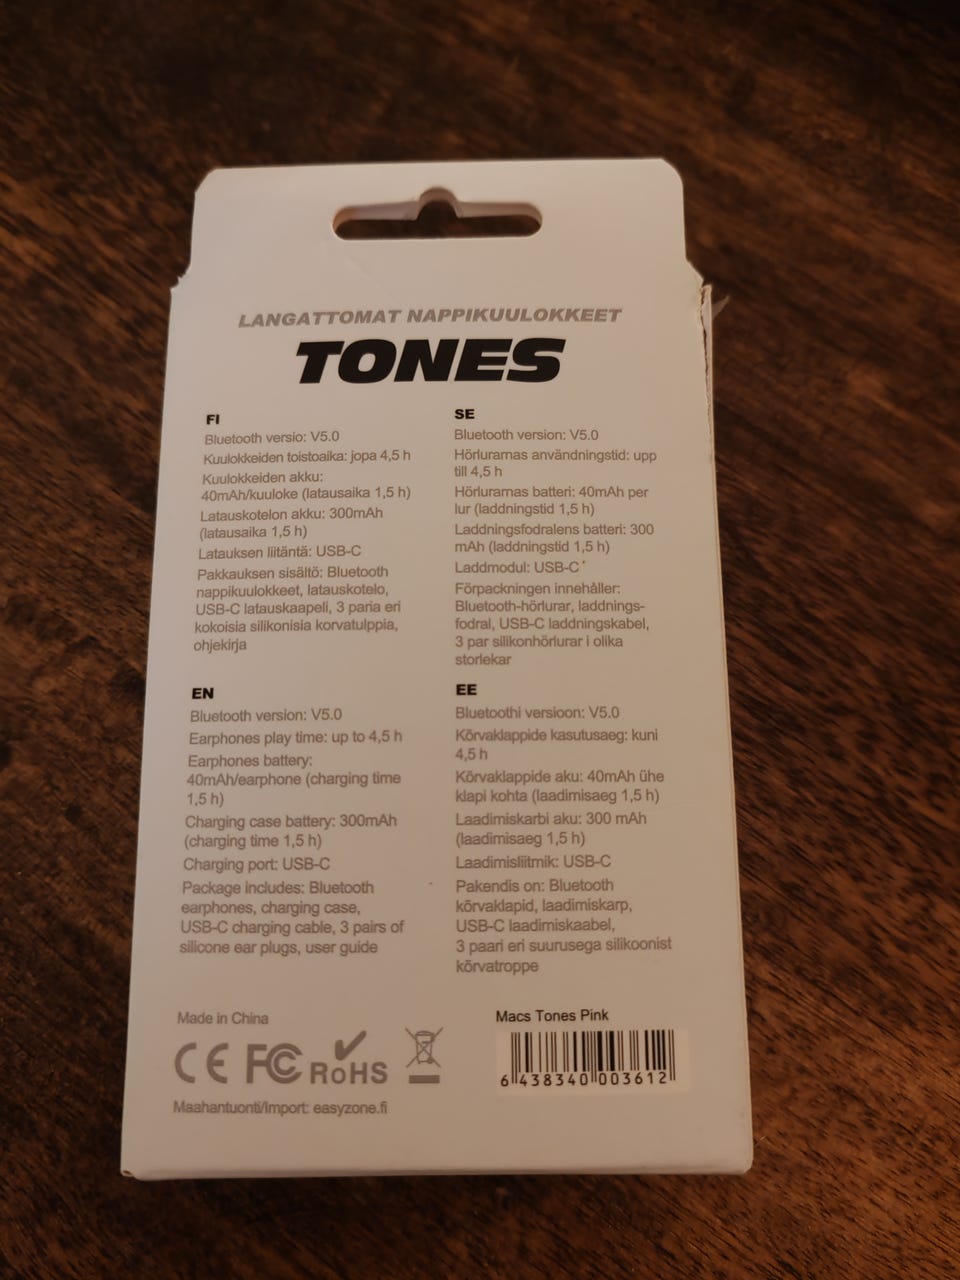 LANGATTOMAT NAPPIKUULOKKEET
TONES
FI
Bluetooth versio: V5.0
Kuulokkeiden toistoaika: jopa 4,5 h
Kuulokkeiden akku:
40mAh/kuuloke (latausaika 1,5 h)
Latauskotelon akku: 300mAh
(latausaika 1,5 h)
Latauksen liitäntä: USB-C
Pakkauksen sisältö: Bluetooth
nappikuulokkeet, latauskotelo,
USB-C latauskaapeli, 3 paria eri
kokoisia silikonisia korvatulppia,
ohjekirja
SE
Bluetooth version: V5.0
Hörlurarnas användningstid: upp
till 4,5 h
Hörlurarnas batteri: 40mAh per
lur (laddningstid 1,5 h)
Laddningsfodralens batteri: 300
mAh (laddningstid 1,5 h)
Laddmodul: USB-C
Förpackningen innehåller:
Bluetooth-hörlurar, laddnings-
fodral, USB-C laddningskabel,
3 par silikonhörlurar i olika
storlekar
EN
Bluetooth version: V5.0
Earphones play time: up to 4,5 h
Earphones battery:
40mAh/earphone (charging time
1,5 h)
Charging case battery: 300mAh
(charging time 1,5 h)
Charging port: USB-C
Package includes: Bluetooth
earphones, charging case,
USB-C charging cable, 3 pairs of
silicone ear plugs, user guide
EE
Bluetoothi versioon: V5.0
Kõrvaklappide kasutusaeg: kuni
4,5 h
Kõrvaklappide aku: 40mAh ühe
klapi kohta (laadimisaeg 1,5 h)
Laadimiskarbi aku: 300 mAh
(laadimisaeg 1,5 h)
Laadimisliitmik: USB-C
Pakendis on: Bluetooth
kõrvaklapid, laadimiskarp,
USB-C laadimiskaabel,
3 paari eri suurusega silikoonist
kõrvatroppe
Made in China
CE FC RoHS
Maahantuonti/Import: easyzone.fi
Macs Tones Pink
6 438340 003612